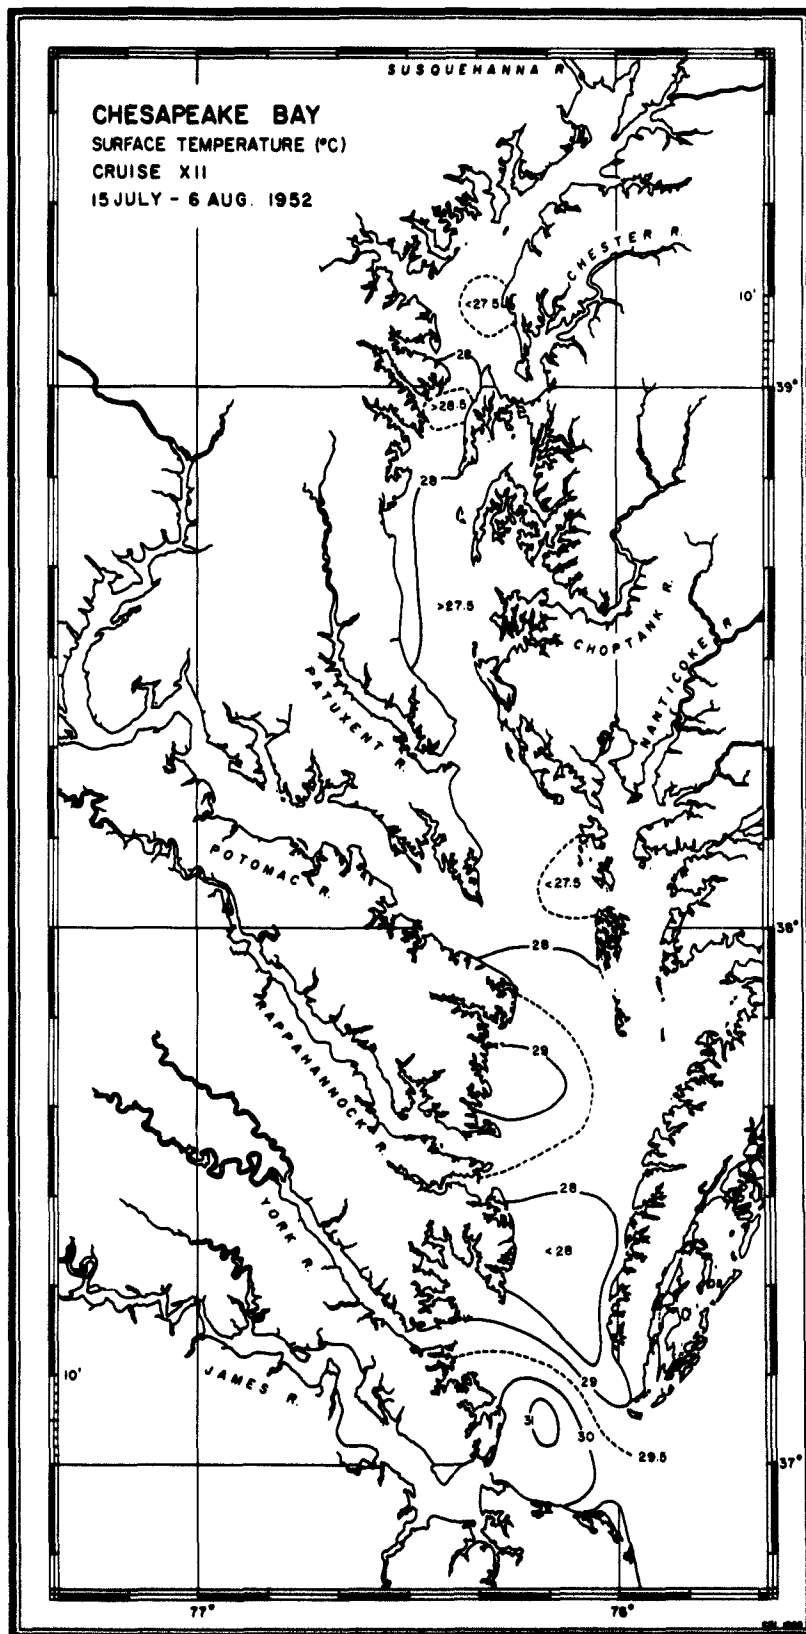 SUSQUEHANNA R.
CHESAPEAKE BAY
SURFACE TEMPERATURE (°C)
CRUISE XII
15 JULY - 6 AUG. 1952
CHESTER R.
<27.5
10'
28
39°
>28.5
28
>27.5
CHOPTANK R.
NANTICOKE R.
PATUXENT R.
POTOMAC R.
<27.5
38°
28
RAPPAHANNOCK R.
29
28
YORK R.
<28
10'
JAMES R.
29
31
30
29.5
37°
77°
76°